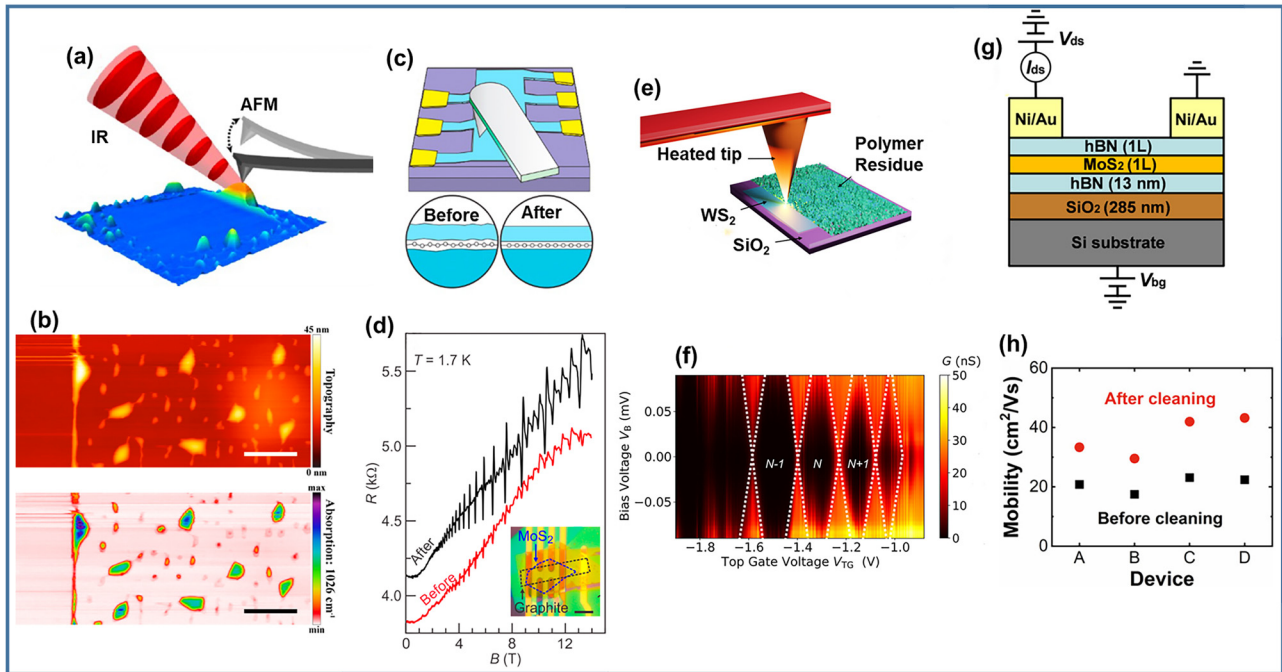 (a)
IR
AFM
(b)
45 nm
Topography
0 nm
max
Absorption: 1026 cm⁻¹
min
(c)
Before
After
(d)
T = 1.7 K
R (kΩ)
5.5
5.0
4.5
4.0
After
Before
MoS₂
Graphite
0
4
8
12
B (T)
(e)
Heated tip
Polymer
Residue
WS₂
SiO₂
(f)
G (nS)
50
40
30
20
10
0
Bias Voltage V_B (mV)
0.05
0.00
−0.05
N-1
N
N+1
−1.8
−1.6
−1.4
−1.2
−1.0
Top Gate Voltage V_TG (V)
(g)
V_ds
I_ds
Ni/Au
Ni/Au
hBN (1L)
MoS₂ (1L)
hBN (13 nm)
SiO₂ (285 nm)
Si substrate
V_bg
(h)
Mobility (cm²/Vs)
60
40
20
0
After cleaning
Before cleaning
A
B
C
D
Device